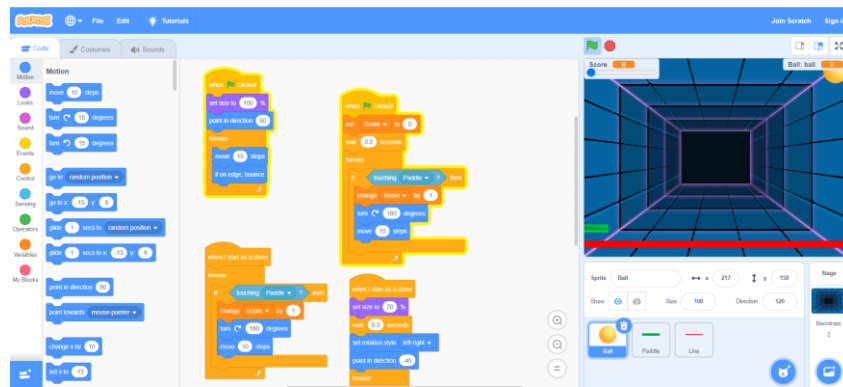 SCRATCH File Edit Tutorials Join Scratch Sign in
Code Costumes Sounds
Motion
Looks
Sound
Events
Control
Sensing
Operators
Variables
My Blocks
Motion
move 10 steps
turn 15 degrees
turn 15 degrees
go to random position
go to x: -13 y: 9
glide 1 secs to random position
glide 1 secs to x: -13 y: 9
point in direction 90
point towards mouse-pointer
change x by 10
set x to -13
when clicked
set size to 100 %
point in direction 60
forever
move 15 steps
if on edge, bounce
when clicked
set Score to 0
wait 0.5 seconds
forever
if touching Paddle ? then
change Score by 1
turn 180 degrees
move 10 steps
when I start as a clone
forever
if touching Paddle ? then
change Score by 1
turn 180 degrees
move 10 steps
when I start as a clone
set size to 70 %
wait 0.5 seconds
set rotation style left-right
point in direction -45
forever
Score 6
Ball: ball 0
Sprite Ball x 217 y 158
Show Size 100 Direction 120
Ball Paddle Line
Stage
Backdrops
2